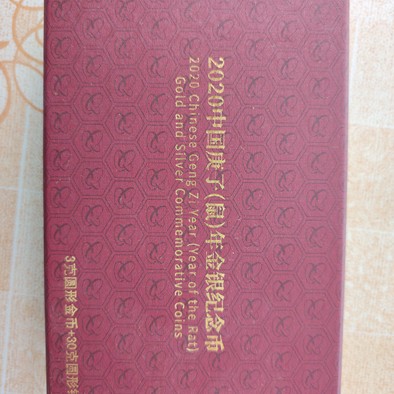 2020中国庚子(鼠)年金银纪念币
2020 Chinese Geng Zi Year (Year of the Rat)
Gold and Silver Commemorative Coins
3克圆形金币+30克圆形